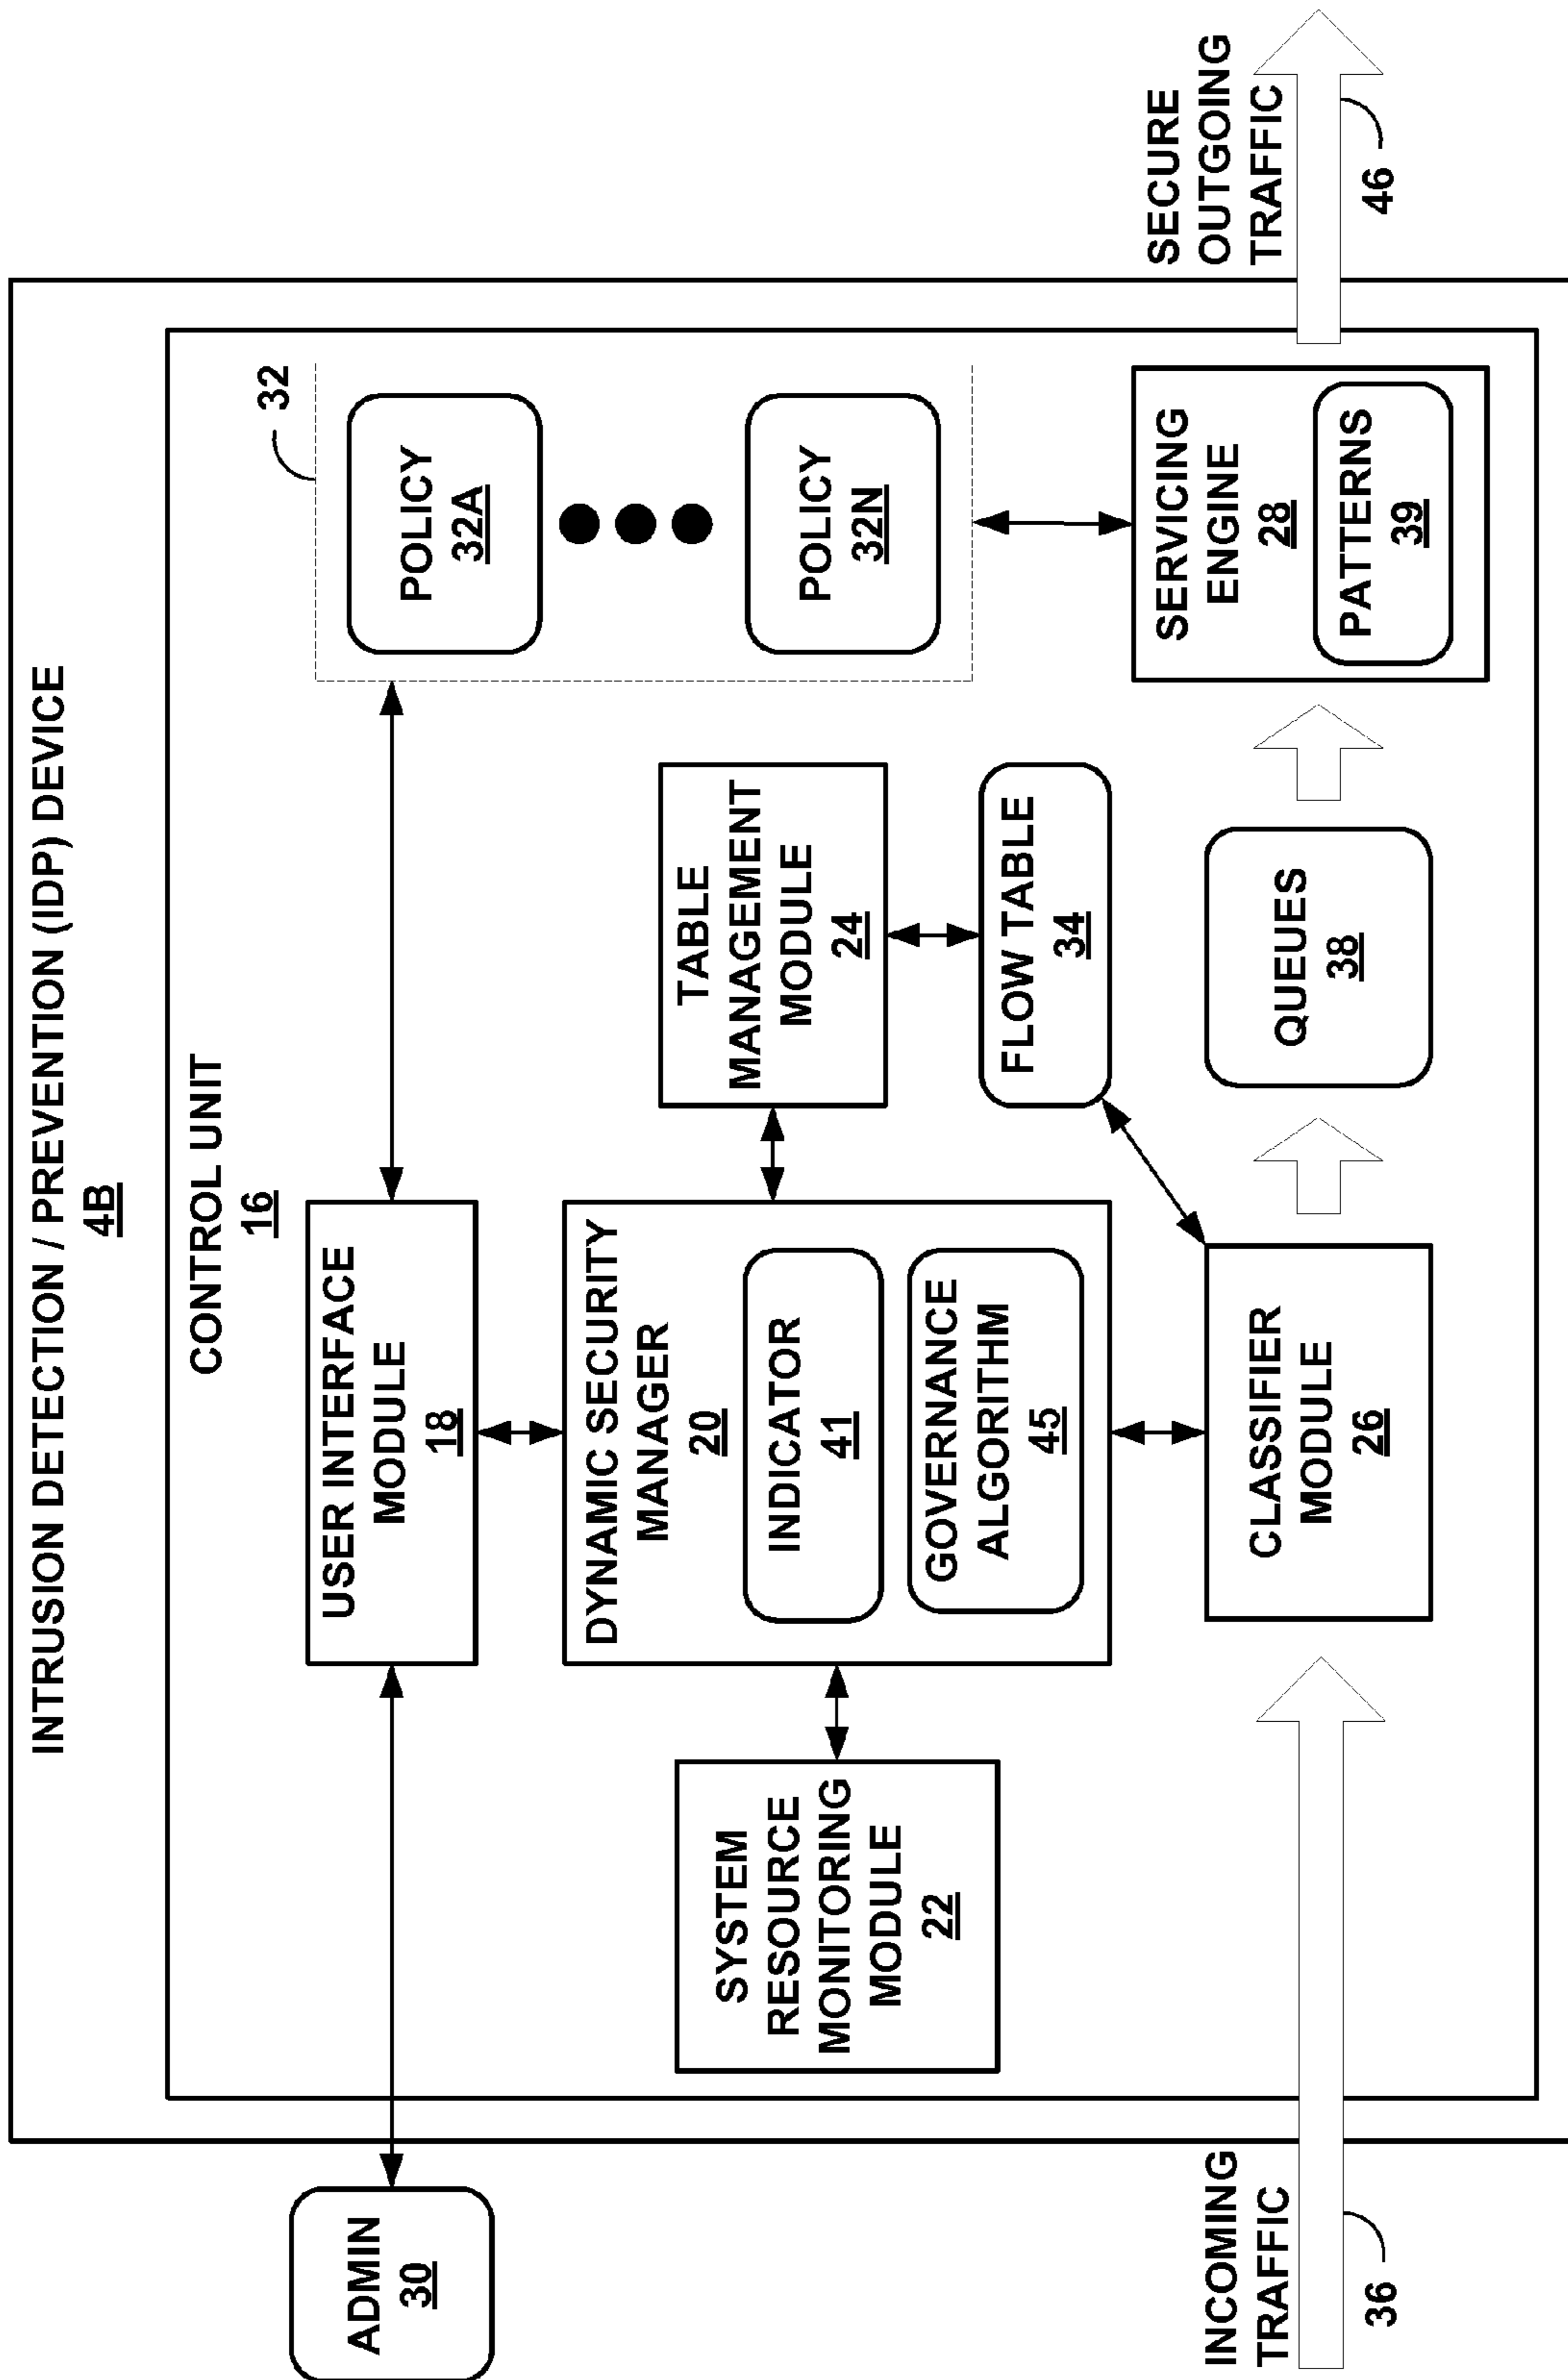 INTRUSION DETECTION / PREVENTION (IDP) DEVICE
4B
CONTROL UNIT
16
ADMIN
30
USER INTERFACE
MODULE
18
32
POLICY
32A
POLICY
32N
SYSTEM
RESOURCE
MONITORING
MODULE
22
DYNAMIC SECURITY
MANAGER
20
INDICATOR
41
GOVERNANCE
ALGORITHM
45
TABLE
MANAGEMENT
MODULE
24
FLOW TABLE
34
INCOMING
TRAFFIC
36
CLASSIFIER
MODULE
26
QUEUES
38
SERVICING
ENGINE
28
PATTERNS
39
SECURE
OUTGOING
TRAFFIC
46